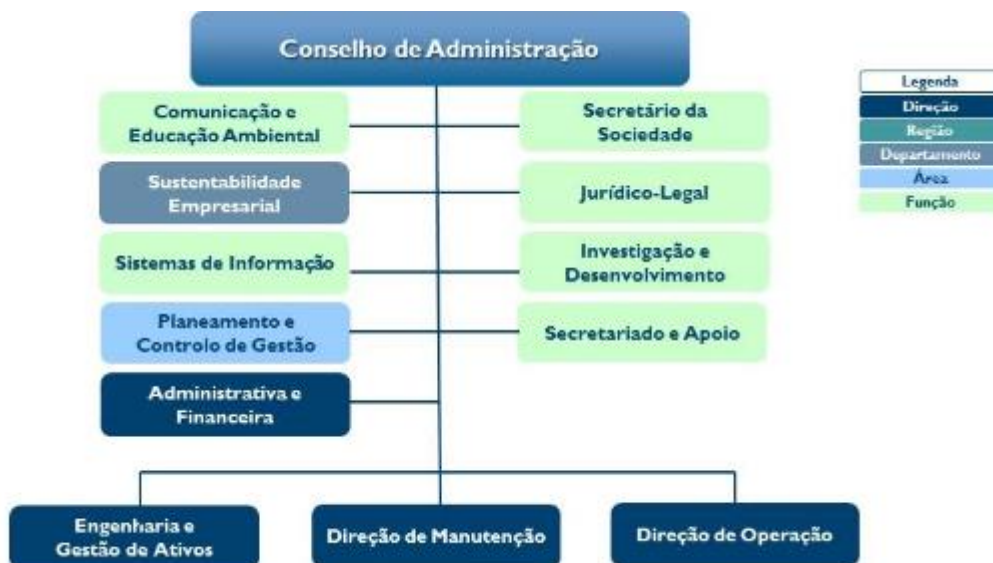 Conselho de Administração
Comunicação e
Educação Ambiental
Secretário da
Sociedade
Sustentabilidade
Empresarial
Jurídico-Legal
Sistemas de Informação
Investigação e
Desenvolvimento
Planeamento e
Controlo de Gestão
Secretariado e Apoio
Administrativa e
Financeira
Engenharia e
Gestão de Ativos
Direção de Manutenção
Direção de Operação
Legenda
Direção
Região
Departamento
Área
Função